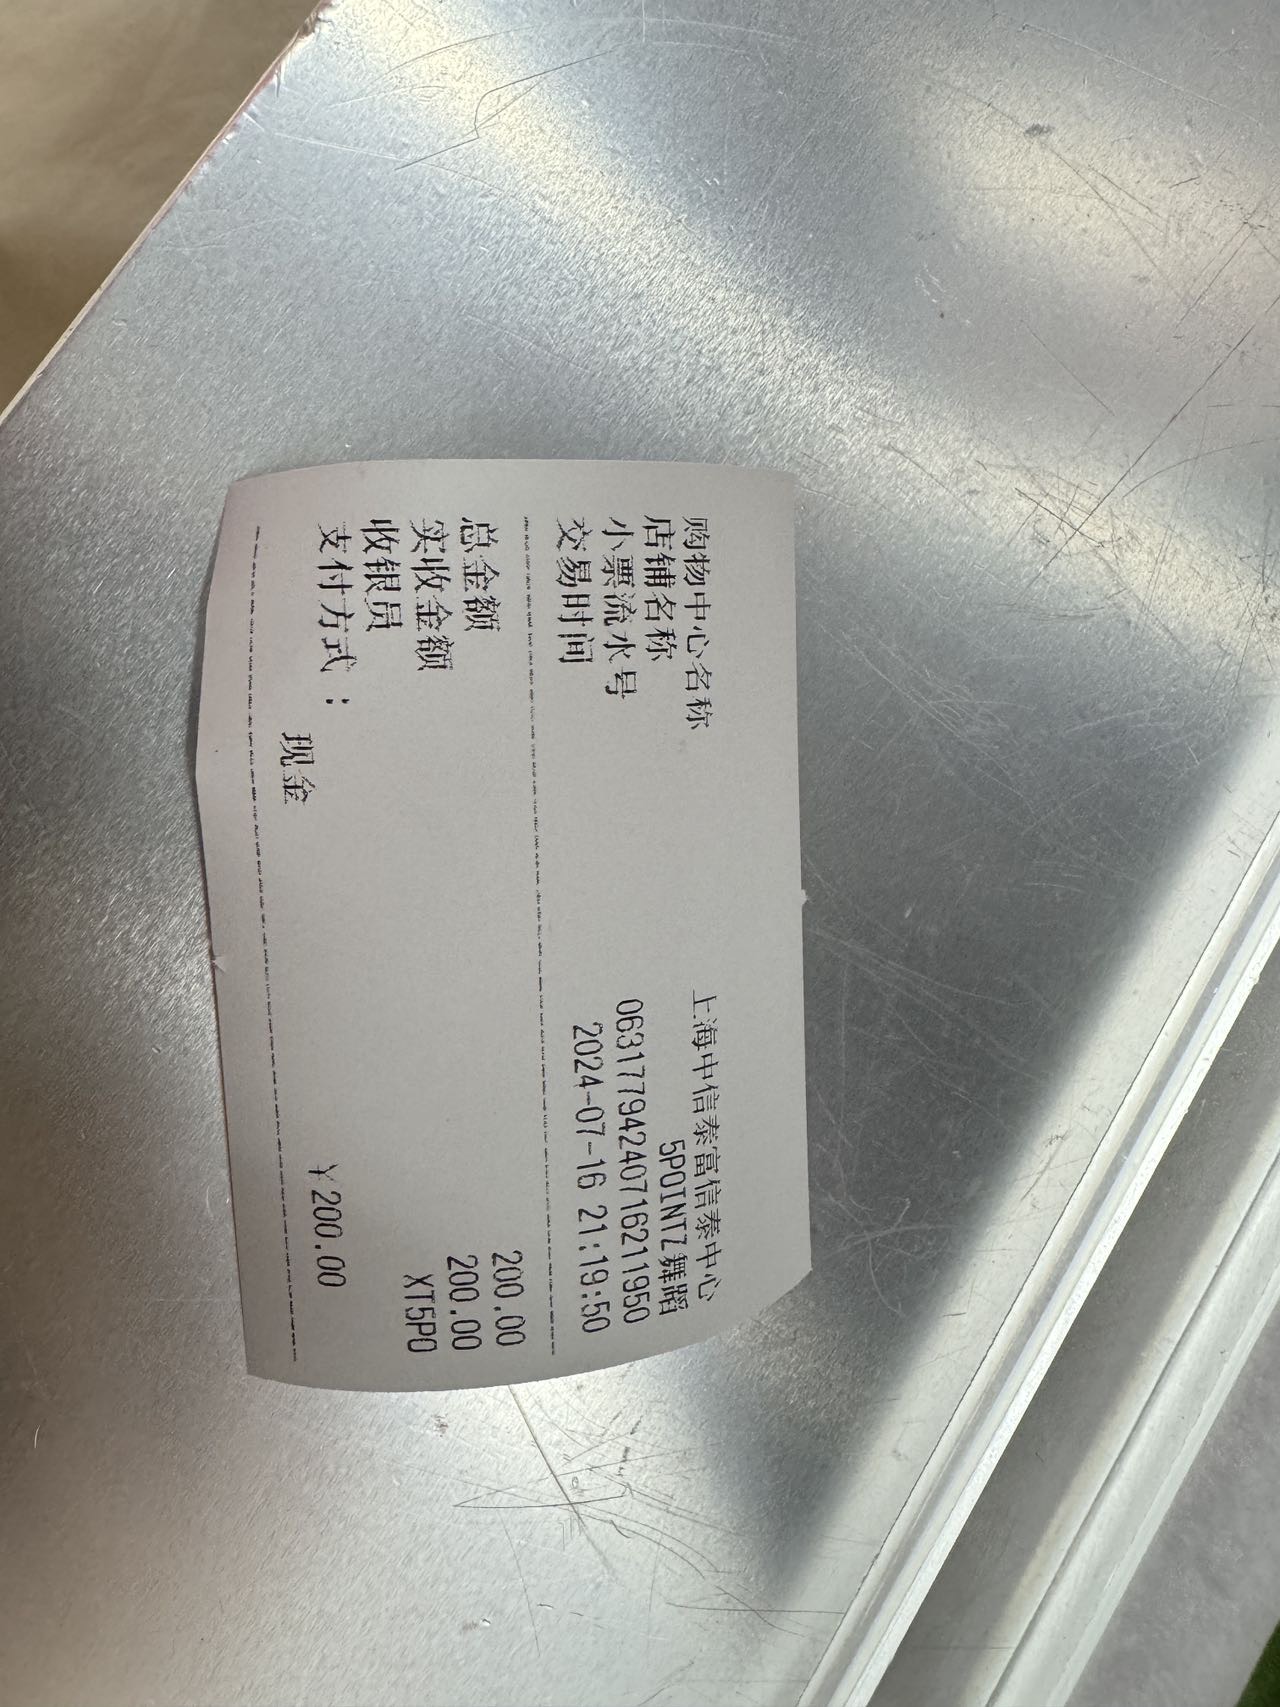 购物中心名称 上海中信泰富信泰中心
店铺名称 5POINTZ舞蹈
小票流水号 0631779424071621195​0
交易时间 2024-07-16 21:19:50
总金额 200.00
实收金额 200.00
收银员 XT5PO
支付方式：
现金 ¥200.00